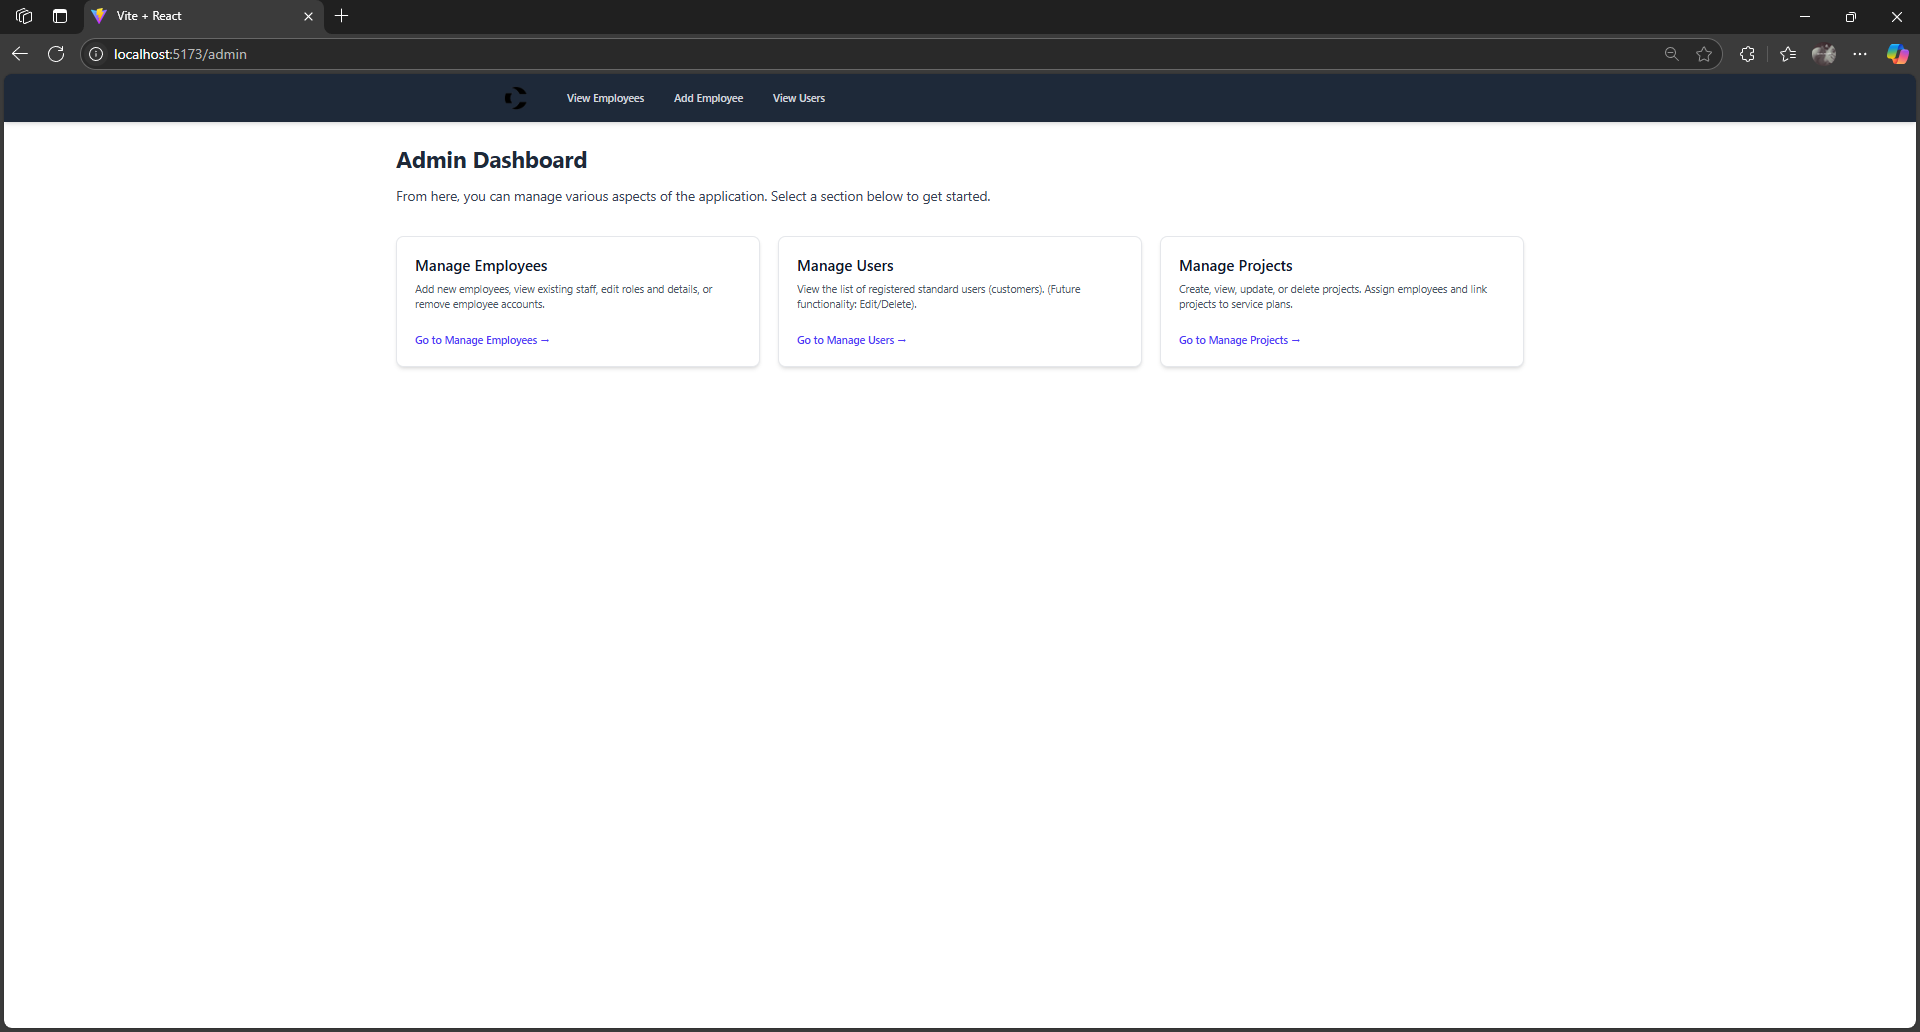 Vite + React
localhost:5173/admin
View Employees Add Employee View Users
Admin Dashboard
From here, you can manage various aspects of the application. Select a section below to get started.
Manage Employees
Add new employees, view existing staff, edit roles and details, or
remove employee accounts.
Go to Manage Employees →
Manage Users
View the list of registered standard users (customers). (Future
functionality: Edit/Delete).
Go to Manage Users →
Manage Projects
Create, view, update, or delete projects. Assign employees and link
projects to service plans.
Go to Manage Projects →